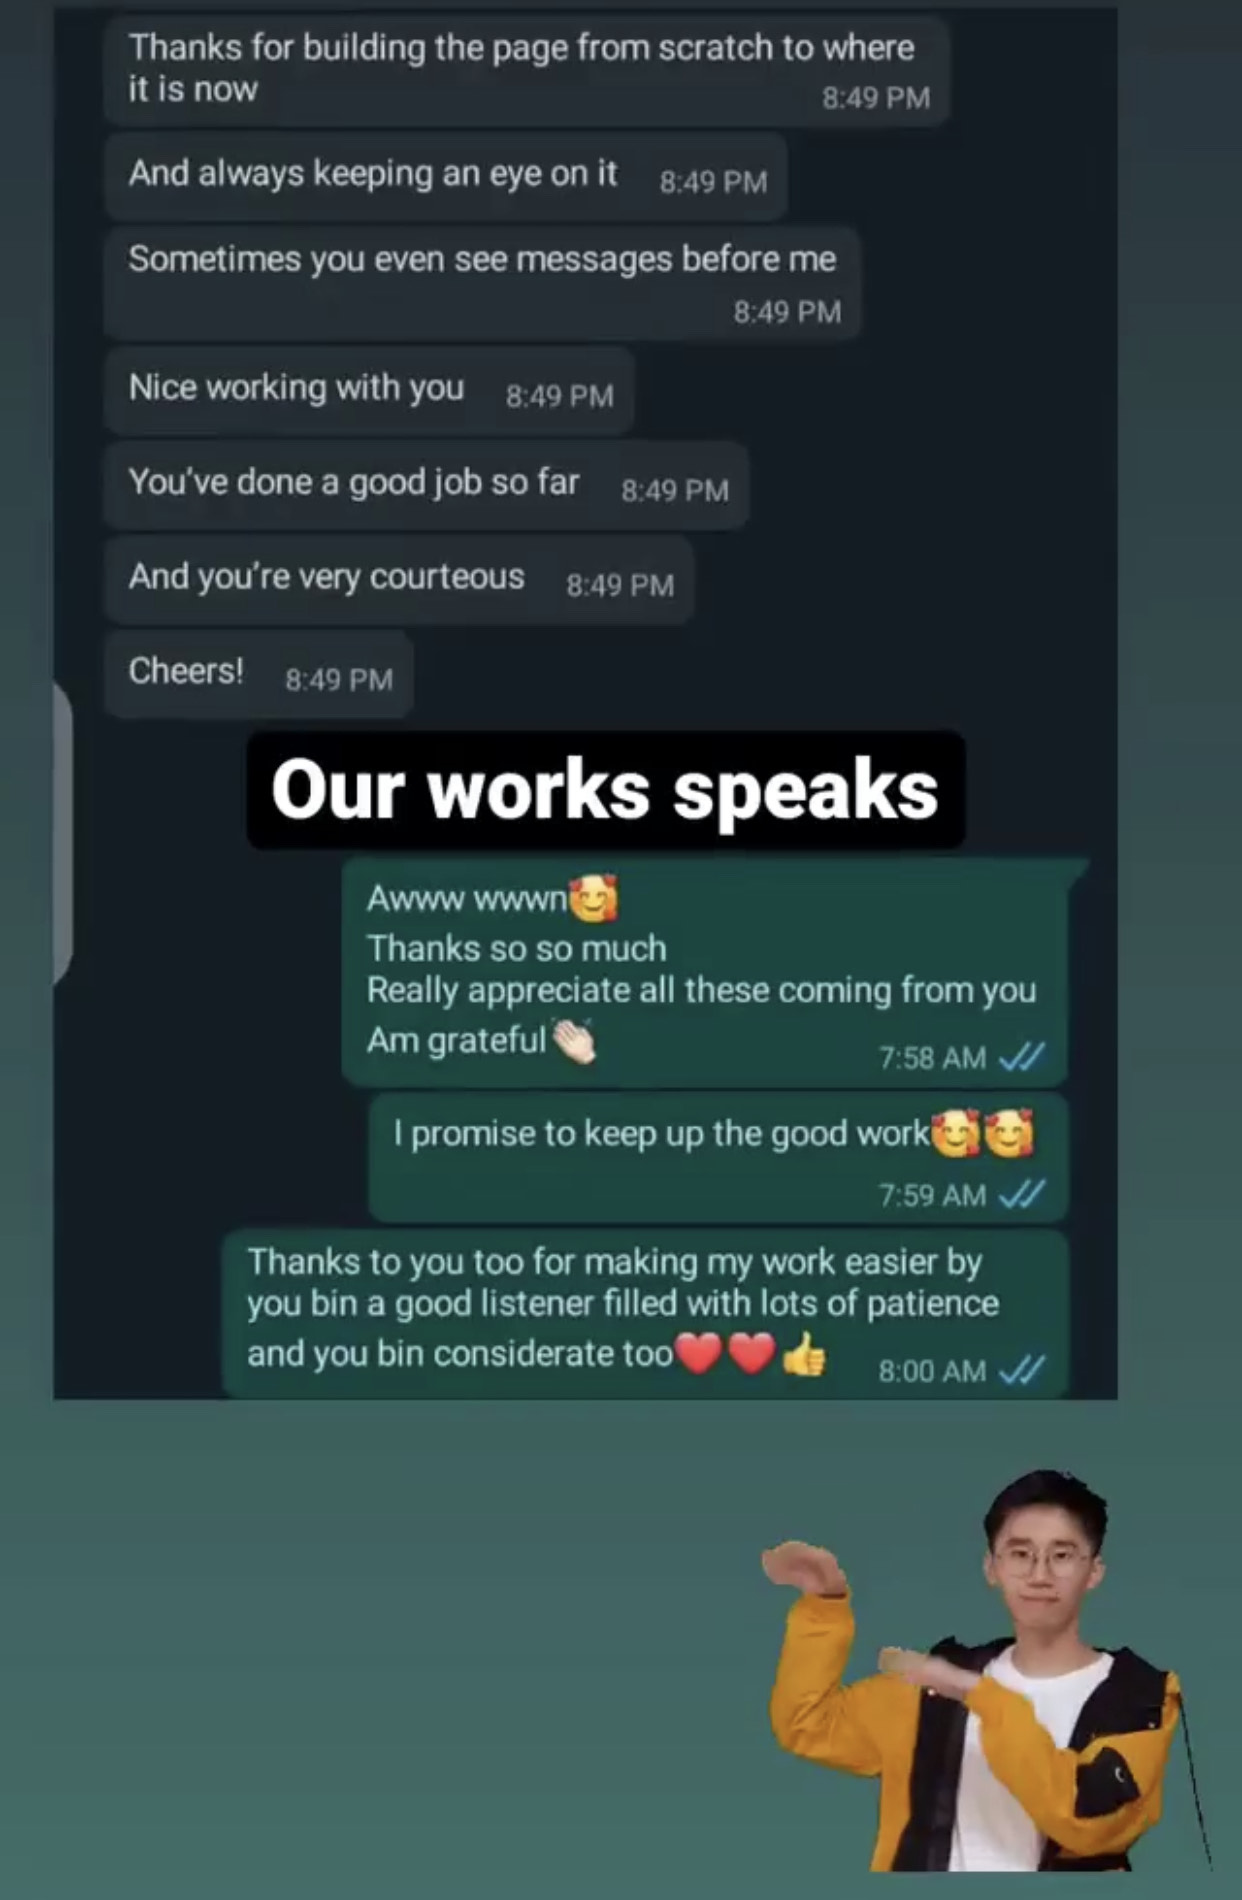 Thanks for building the page from scratch to where
it is now
8:49 PM
And always keeping an eye on it 8:49 PM
Sometimes you even see messages before me
8:49 PM
Nice working with you 8:49 PM
You've done a good job so far 8:49 PM
And you're very courteous 8:49 PM
Cheers! 8:49 PM
Our works speaks
Awww wwwn🥰
Thanks so so much
Really appreciate all these coming from you
Am grateful👏🏻
7:58 AM
I promise to keep up the good work🥰🥰
7:59 AM
Thanks to you too for making my work easier by
you bin a good listener filled with lots of patience
and you bin considerate too❤️❤️👍 8:00 AM